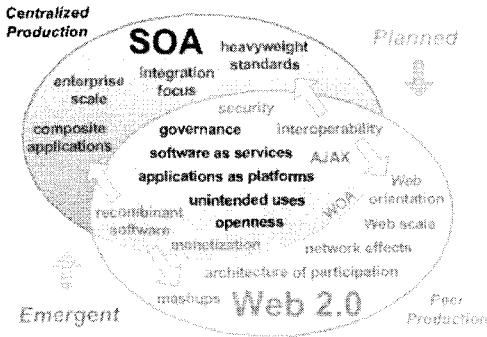 Centralized
Production
SOA
heavyweight
standards
Planned
integration
focus
enterprise
scale
security
composite
applications
governance
interoperability
software as services
AJAX
applications as platforms
Web
orientation
unintended uses
WOA
recombinant
software
openness
Web scale
monetization
network effects
architecture of participation
mashups
Web 2.0
Peer
Production
Emergent